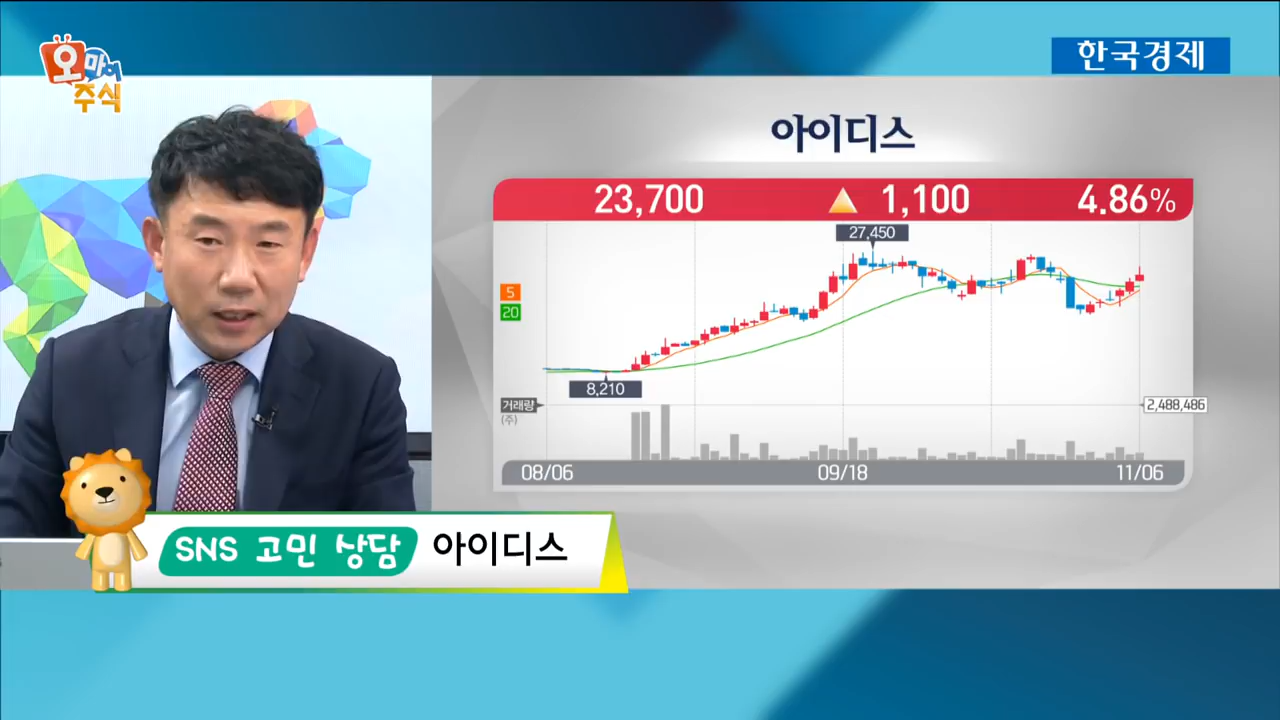 오마이
주식
한국경제
아이디스
23,700 ▲ 1,100 4.86%
27,450
5
20
8,210
거래량
(주)
2,488,486
08/06 09/18 11/06
SNS 고민 상담 아이디스